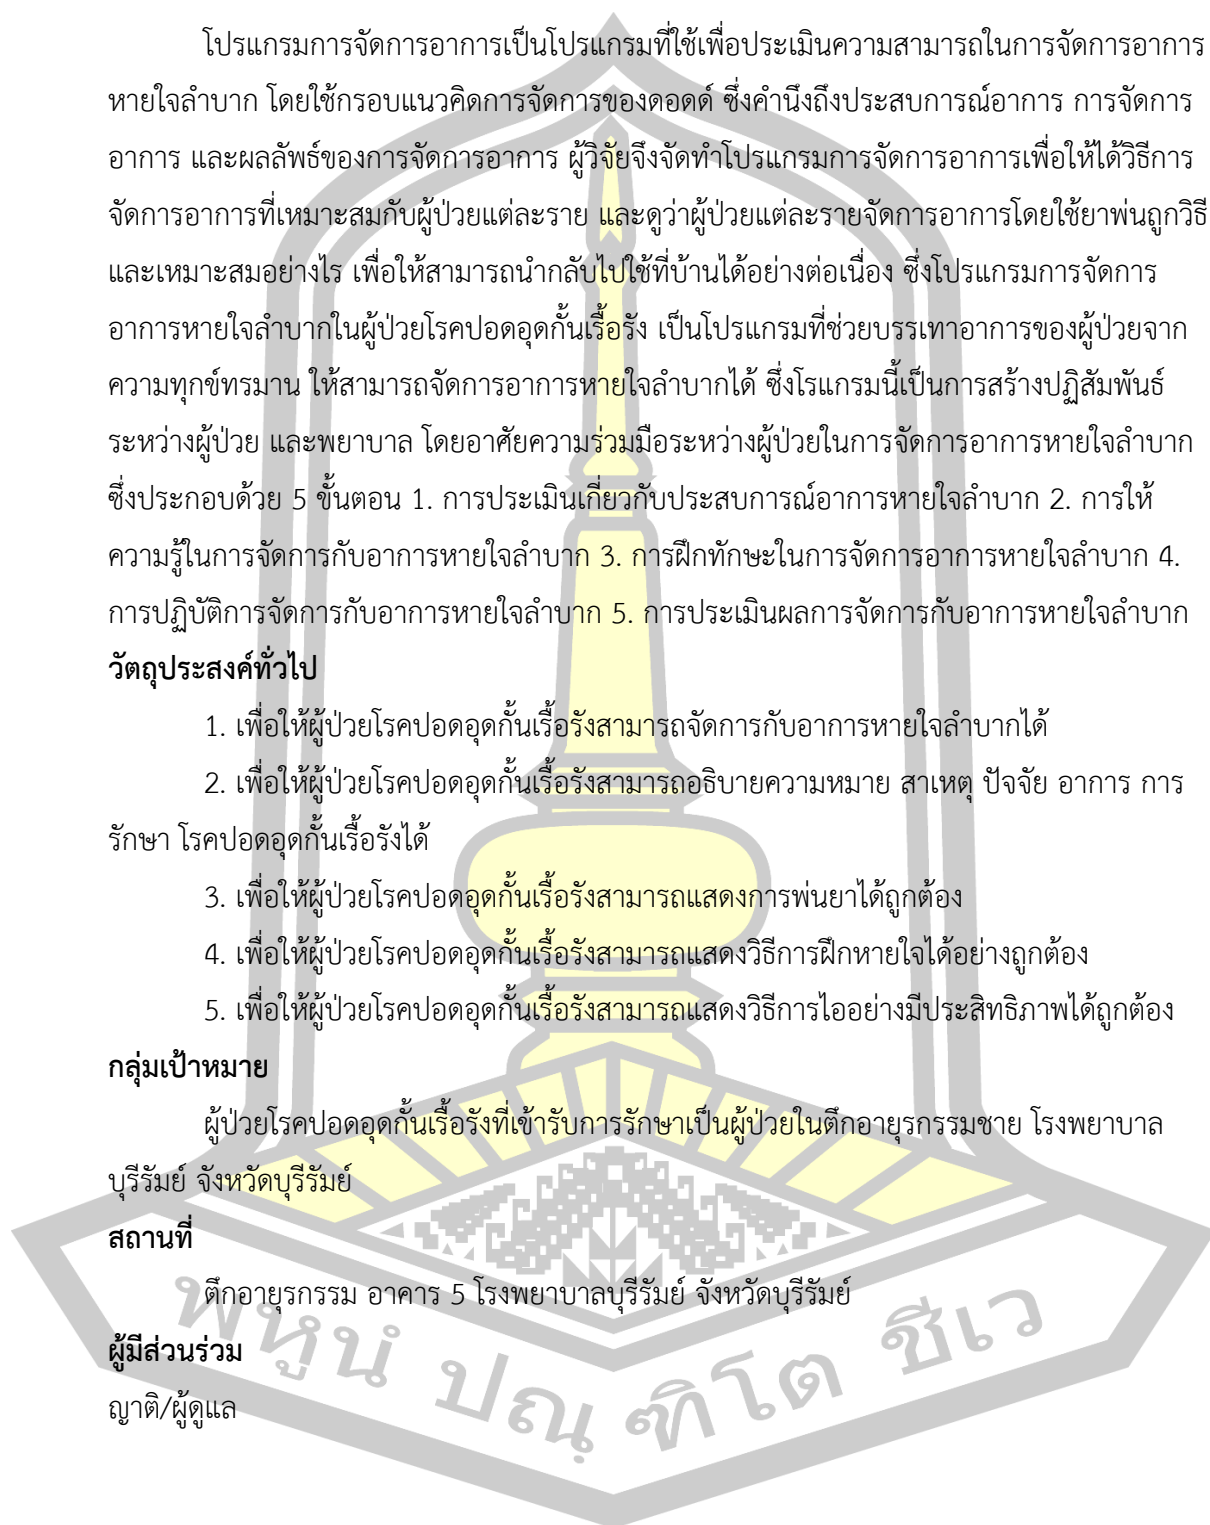 โปรแกรมการจัดการอาการเป็นโปรแกรมที่ใช้เพื่อประเมินความสามารถในการจัดการอาการ
หายใจลำบาก โดยใช้กรอบแนวคิดการจัดการของดอดด์ ซึ่งคำนึงถึงประสบการณ์อาการ การจัดการ
อาการ และผลลัพธ์ของการจัดการอาการ ผู้วิจัยจึงจัดทำโปรแกรมการจัดการอาการเพื่อให้ได้วิธีการ
จัดการอาการที่เหมาะสมกับผู้ป่วยแต่ละราย และดูว่าผู้ป่วยแต่ละรายจัดการอาการโดยใช้ยาพ่นถูกวิธี
และเหมาะสมอย่างไร เพื่อให้สามารถนำกลับไปใช้ที่บ้านได้อย่างต่อเนื่อง ซึ่งโปรแกรมการจัดการ
อาการหายใจลำบากในผู้ป่วยโรคปอดอุดกั้นเรื้อรัง เป็นโปรแกรมที่ช่วยบรรเทาอาการของผู้ป่วยจาก
ความทุกข์ทรมาน ให้สามารถจัดการอาการหายใจลำบากได้ ซึ่งโรแกรมนี้เป็นการสร้างปฏิสัมพันธ์
ระหว่างผู้ป่วย และพยาบาล โดยอาศัยความร่วมมือระหว่างผู้ป่วยในการจัดการอาการหายใจลำบาก
ซึ่งประกอบด้วย 5 ขั้นตอน 1. การประเมินเกี่ยวกับประสบการณ์อาการหายใจลำบาก 2. การให้
ความรู้ในการจัดการกับอาการหายใจลำบาก 3. การฝึกทักษะในการจัดการอาการหายใจลำบาก 4.
การปฏิบัติการจัดการกับอาการหายใจลำบาก 5. การประเมินผลการจัดการกับอาการหายใจลำบาก
วัตถุประสงค์ทั่วไป
1. เพื่อให้ผู้ป่วยโรคปอดอุดกั้นเรื้อรังสามารถจัดการกับอาการหายใจลำบากได้
2. เพื่อให้ผู้ป่วยโรคปอดอุดกั้นเรื้อรังสามารถอธิบายความหมาย สาเหตุ ปัจจัย อาการ การ
รักษา โรคปอดอุดกั้นเรื้อรังได้
3. เพื่อให้ผู้ป่วยโรคปอดอุดกั้นเรื้อรังสามารถแสดงการพ่นยาได้ถูกต้อง
4. เพื่อให้ผู้ป่วยโรคปอดอุดกั้นเรื้อรังสามารถแสดงวิธีการฝึกหายใจได้อย่างถูกต้อง
5. เพื่อให้ผู้ป่วยโรคปอดอุดกั้นเรื้อรังสามารถแสดงวิธีการไออย่างมีประสิทธิภาพได้ถูกต้อง
กลุ่มเป้าหมาย
ผู้ป่วยโรคปอดอุดกั้นเรื้อรังที่เข้ารับการรักษาเป็นผู้ป่วยในตึกอายุรกรรมชาย โรงพยาบาล
บุรีรัมย์ จังหวัดบุรีรัมย์
สถานที่
ตึกอายุรกรรม อาคาร 5 โรงพยาบาลบุรีรัมย์ จังหวัดบุรีรัมย์
ผู้มีส่วนร่วม
ญาติ/ผู้ดูแล
พหูนํ ปณฺฑิโต ชีเว